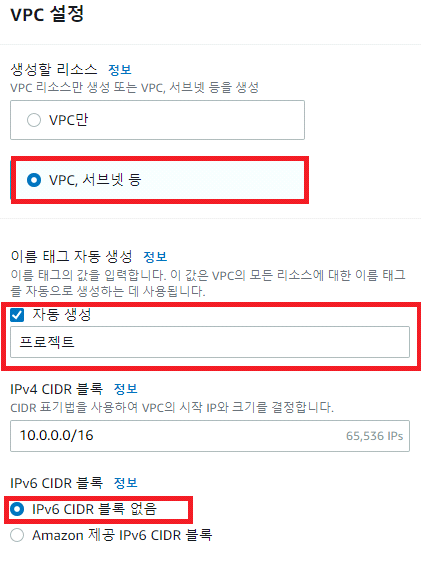 VPC 설정
생성할 리소스 정보
VPC 리소스만 생성 또는 VPC, 서브넷 등을 생성
VPC만
VPC, 서브넷 등
이름 태그 자동 생성 정보
이름 태그의 값을 입력합니다. 이 값은 VPC의 모든 리소스에 대한 이름 태그
를 자동으로 생성하는 데 사용됩니다.
자동 생성
프로젝트
IPv4 CIDR 블록 정보
CIDR 표기법을 사용하여 VPC의 시작 IP와 크기를 결정합니다.
10.0.0.0/16 65,536 IPs
IPv6 CIDR 블록 정보
IPv6 CIDR 블록 없음
Amazon 제공 IPv6 CIDR 블록